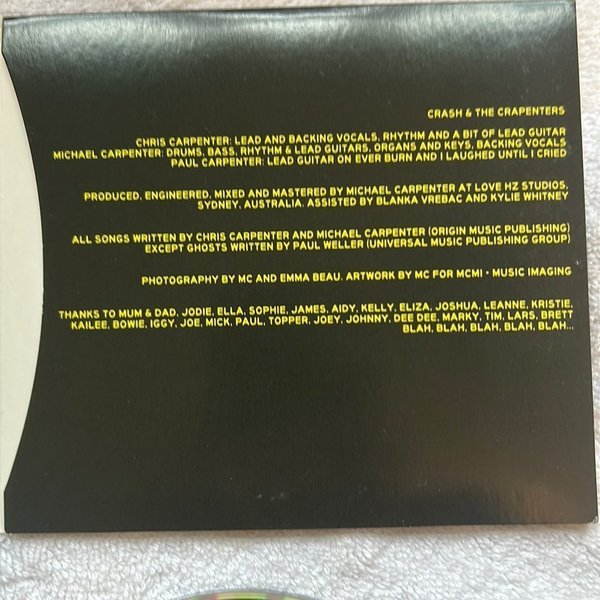 CRASH & THE CRAPENTERS
CHRIS CARPENTER: LEAD AND BACKING VOCALS, RHYTHM AND A BIT OF LEAD GUITAR
MICHAEL CARPENTER: DRUMS, BASS, RHYTHM & LEAD GUITARS, ORGANS AND KEYS, BACKING VOCALS
PAUL CARPENTER: LEAD GUITAR ON EVER BURN AND I LAUGHED UNTIL I CRIED
PRODUCED, ENGINEERED, MIXED AND MASTERED BY MICHAEL CARPENTER AT LOVE HZ STUDIOS,
SYDNEY, AUSTRALIA. ASSISTED BY BLANKA VREBAC AND KYLIE WHITNEY
ALL SONGS WRITTEN BY CHRIS CARPENTER AND MICHAEL CARPENTER (ORIGIN MUSIC PUBLISHING)
EXCEPT GHOSTS WRITTEN BY PAUL WELLER (UNIVERSAL MUSIC PUBLISHING GROUP)
PHOTOGRAPHY BY MC AND EMMA BEAU. ARTWORK BY MC FOR MCMI • MUSIC IMAGING
THANKS TO MUM & DAD, JODIE, ELLA, SOPHIE, JAMES, AIDY, KELLY, ELIZA, JOSHUA, LEANNE, KRISTIE,
KAILEE, BOWIE, IGGY, JOE, MICK, PAUL, TOPPER, JOEY, JOHNNY, DEE DEE, MARKY, TIM, LARS, BRETT
BLAH, BLAH, BLAH, BLAH, BLAH...